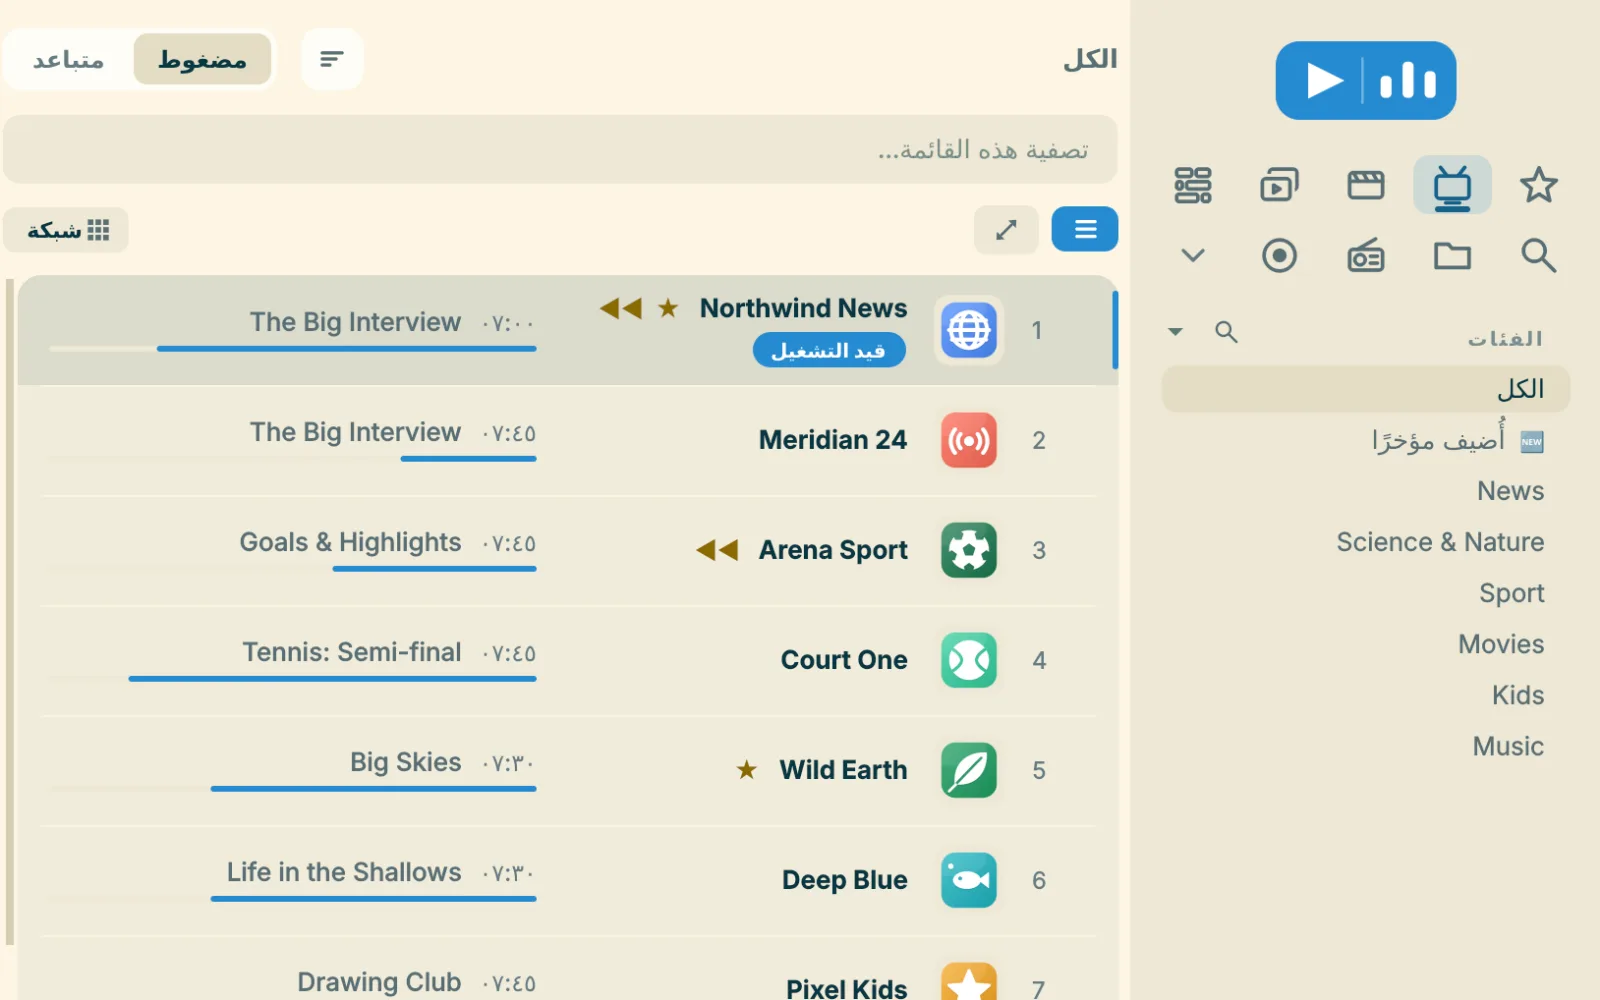 الكل
مضغوط
متباعد
تصفية هذه القائمة...
شبكة
1 Northwind News ٠٧:٠٠ The Big Interview
قيد التشغيل
2 Meridian 24 ٠٧:٤٥ The Big Interview
3 Arena Sport ٠٧:٤٥ Goals & Highlights
4 Court One ٠٧:٤٥ Tennis: Semi-final
5 Wild Earth ٠٧:٣٠ Big Skies
6 Deep Blue ٠٧:٣٠ Life in the Shallows
7 Pixel Kids ٠٧:٤٥ Drawing Club
الفئات
الكل
🆕 أُضيف مؤخرًا
News
Science & Nature
Sport
Movies
Kids
Music